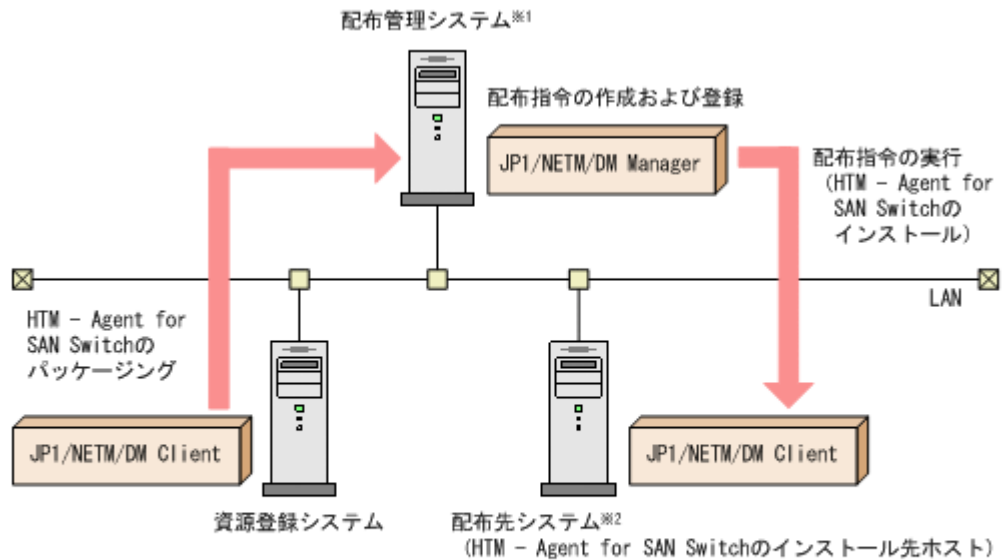 配布管理システム※1
配布指令の作成および登録
JP1/NETM/DM Manager
配布指令の実行
(HTM - Agent for
SAN Switchの
インストール)
LAN
HTM - Agent for
SAN Switchの
パッケージング
JP1/NETM/DM Client
JP1/NETM/DM Client
資源登録システム
配布先システム※2
(HTM - Agent for SAN Switchのインストール先ホスト)